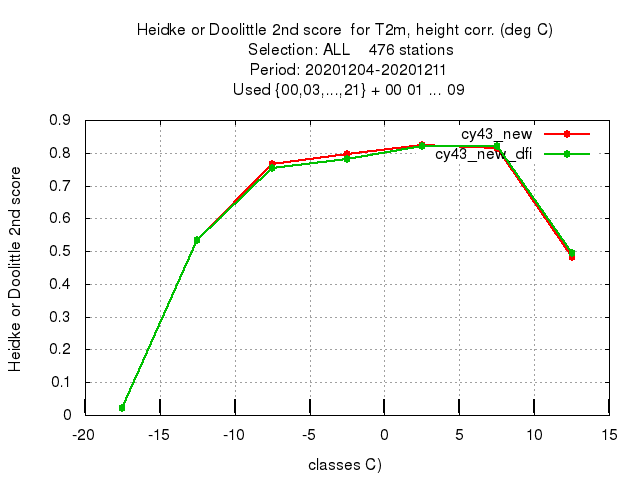 Heidke or Doolittle 2nd score  for T2m, height corr. (deg C)
Selection: ALL    476 stations
Period: 20201204-20201211
Used {00,03,...,21} + 00 01 ... 09
0.9
0.8
0.7
0.6
0.5
0.4
0.3
0.2
0.1
0
Heidke or Doolittle 2nd score
cy43_new
cy43_new_dfi
-20 -15 -10 -5 0 5 10 15
classes C)